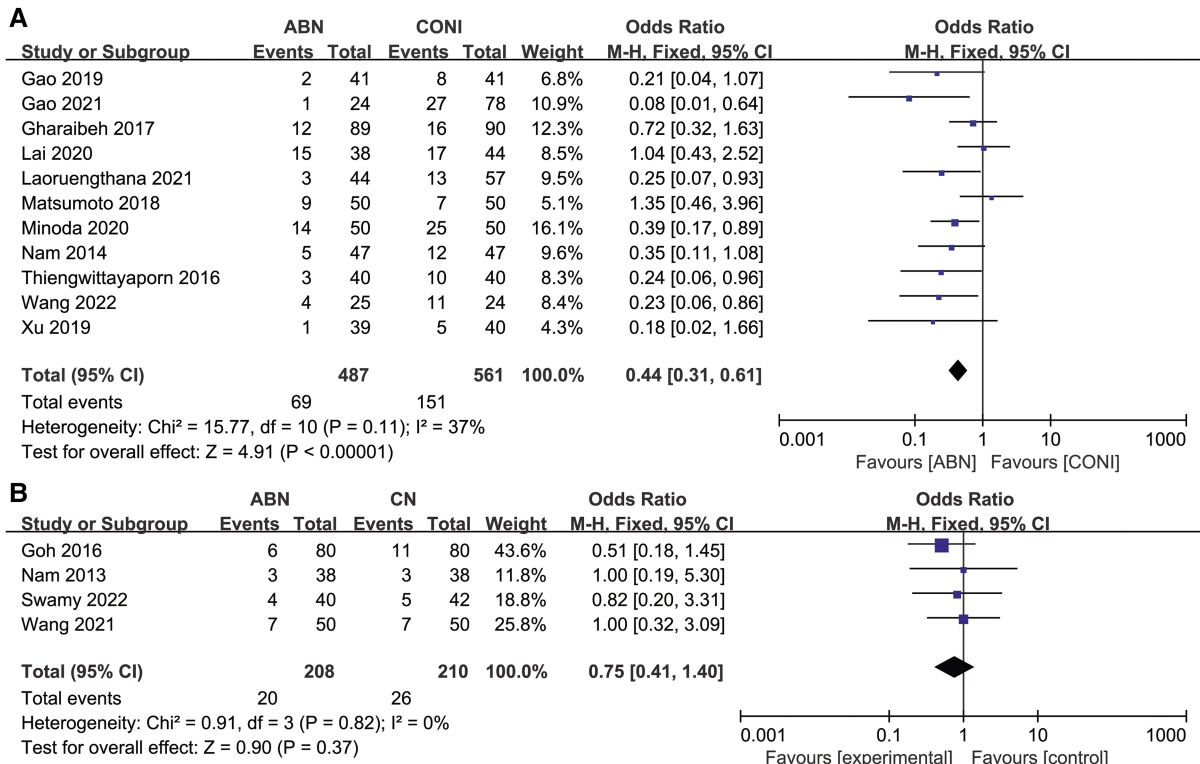 A
ABN CONI Odds Ratio Odds Ratio
Study or Subgroup Events Total Events Total Weight M-H, Fixed, 95% CI M-H, Fixed, 95% CI
Gao 2019 2 41 8 41 6.8% 0.21 [0.04, 1.07]
Gao 2021 1 24 27 78 10.9% 0.08 [0.01, 0.64]
Gharaibeh 2017 12 89 16 90 12.3% 0.72 [0.32, 1.63]
Lai 2020 15 38 17 44 8.5% 1.04 [0.43, 2.52]
Laoruengthana 2021 3 44 13 57 9.5% 0.25 [0.07, 0.93]
Matsumoto 2018 9 50 7 50 5.1% 1.35 [0.46, 3.96]
Minoda 2020 14 50 25 50 16.1% 0.39 [0.17, 0.89]
Nam 2014 5 47 12 47 9.6% 0.35 [0.11, 1.08]
Thiengwittayaporn 2016 3 40 10 40 8.3% 0.24 [0.06, 0.96]
Wang 2022 4 25 11 24 8.4% 0.23 [0.06, 0.86]
Xu 2019 1 39 5 40 4.3% 0.18 [0.02, 1.66]
Total (95% CI) 487 561 100.0% 0.44 [0.31, 0.61]
Total events 69 151
Heterogeneity: Chi² = 15.77, df = 10 (P = 0.11); I² = 37%
Test for overall effect: Z = 4.91 (P < 0.00001)
0.001 0.1 1 10 1000
Favours [ABN] Favours [CONI]
B
ABN CN Odds Ratio Odds Ratio
Study or Subgroup Events Total Events Total Weight M-H, Fixed, 95% CI M-H, Fixed, 95% CI
Goh 2016 6 80 11 80 43.6% 0.51 [0.18, 1.45]
Nam 2013 3 38 3 38 11.8% 1.00 [0.19, 5.30]
Swamy 2022 4 40 5 42 18.8% 0.82 [0.20, 3.31]
Wang 2021 7 50 7 50 25.8% 1.00 [0.32, 3.09]
Total (95% CI) 208 210 100.0% 0.75 [0.41, 1.40]
Total events 20 26
Heterogeneity: Chi² = 0.91, df = 3 (P = 0.82); I² = 0%
Test for overall effect: Z = 0.90 (P = 0.37)
0.001 0.1 1 10 1000
Favours [experimental] Favours [control]